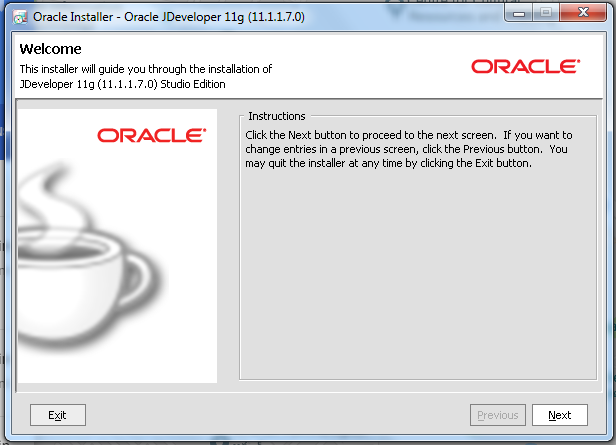 Oracle Installer - Oracle JDeveloper 11g (11.1.1.7.0)
Welcome
This installer will guide you through the installation of
JDeveloper 11g (11.1.1.7.0) Studio Edition
ORACLE
ORACLE
Instructions
Click the Next button to proceed to the next screen.  If you want to
change entries in a previous screen, click the Previous button.  You
may quit the installer at any time by clicking the Exit button.
Exit
Previous
Next